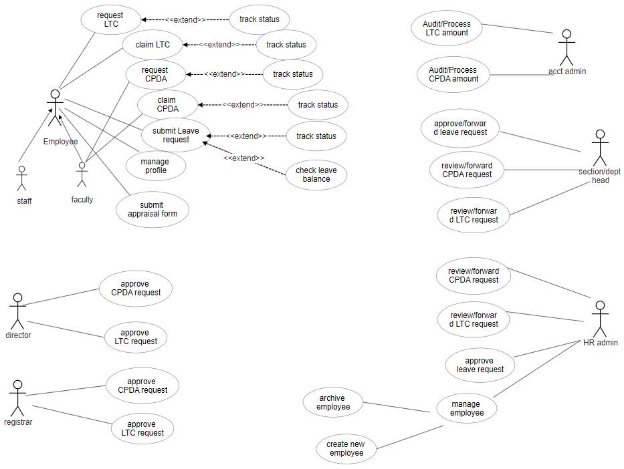 request
LTC
<<extend>>
track status
claim LTC
<<extend>>
track status
request
CPDA
<<extend>>
track status
claim
CPDA
<<extend>>
track status
submit Leave
request
<<extend>>
track status
<<extend>>
check leave
balance
manage
profile
submit
appraisal form
Employee
staff
faculty
Audit/Process
LTC amount
Audit/Process
CPDA amount
acct admin
approve/forwar
d leave request
review/forward
CPDA request
review/forwar
d LTC request
section/dept
head
approve
CPDA request
approve
LTC request
director
approve
CPDA request
approve
LTC request
registrar
review/forward
CPDA request
review/forwar
d LTC request
approve
leave request
manage
employee
HR admin
archive
employee
create new
employee